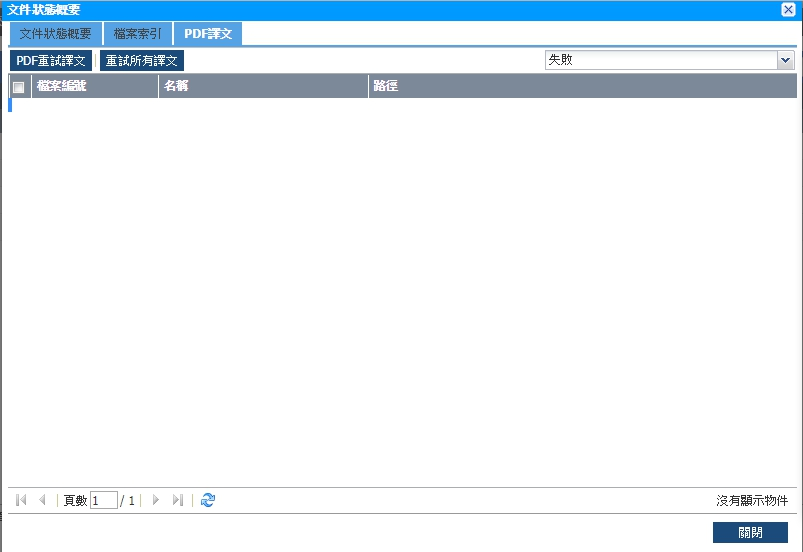 文件狀態概要
文件狀態概要 檔案索引 PDF譯文
PDF重試譯文 重試所有譯文 失敗
檔案編號 名稱 路徑
頁數 1 / 1 沒有顯示物件
關閉